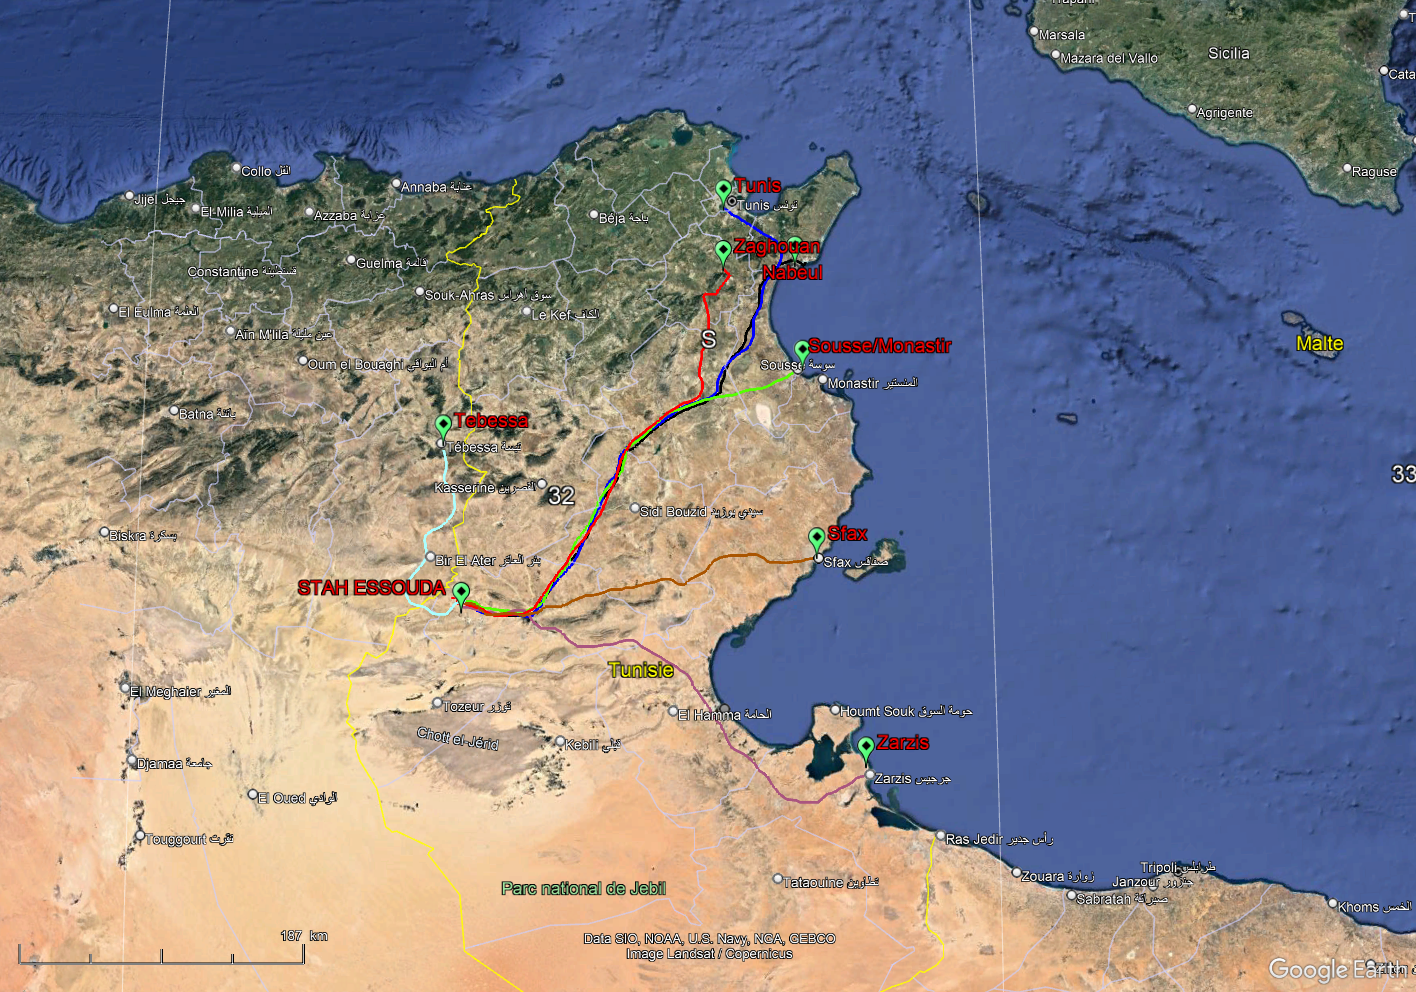 Trapani
Marsala
Mazara del Vallo
Sicilia
Cata
Agrigente
Raguse
Collo القل
Annaba عنابة
Jijel جيجل
El-Milia الميلية
Azzaba عزابة
Béja باجة
Tunis
Tunis تونس
Zaghouan
Nabeul
Constantine قسنطينة
Guelma قالمة
Souk-Ahras سوق أهراس
El Eulma العلمة
Le Kef الكاف
Aïn M'lila عين مليلة
S
Sousse/Monastir
Malte
Oum el Bouaghi أم البواقي
Sousse سوسة
Monastir المنستير
Batna باتنة
Tebessa
Tébessa تبسة
33
Kasserine القصرين
32
Sidi Bouzid سيدي بوزيد
Biskra بسكرة
Sfax
Sfax صفاقس
Bir El Ater بئر العاتر
STAH ESSOUDA
Tunisie
El Meghaier المغير
Tozeur توزر
El Hamma الحامة
Houmt Souk حومة السوق
Chott el-Jérid
Kebili قبلي
Zarzis
Djamaa جامعة
Zarzis جرجيس
El Oued الوادي
Touggourt تقرت
Ras Jedir رأس جدير
Tripoli طرابلس
Zouara زوارة
Janzour جنزور
Tataouine تطاوين
Parc national de Jebil
Sabratah صبراتة
Khoms الخمس
187 km
Data SIO, NOAA, U.S. Navy, NGA, GEBCO
Image Landsat / Copernicus
Google Earth